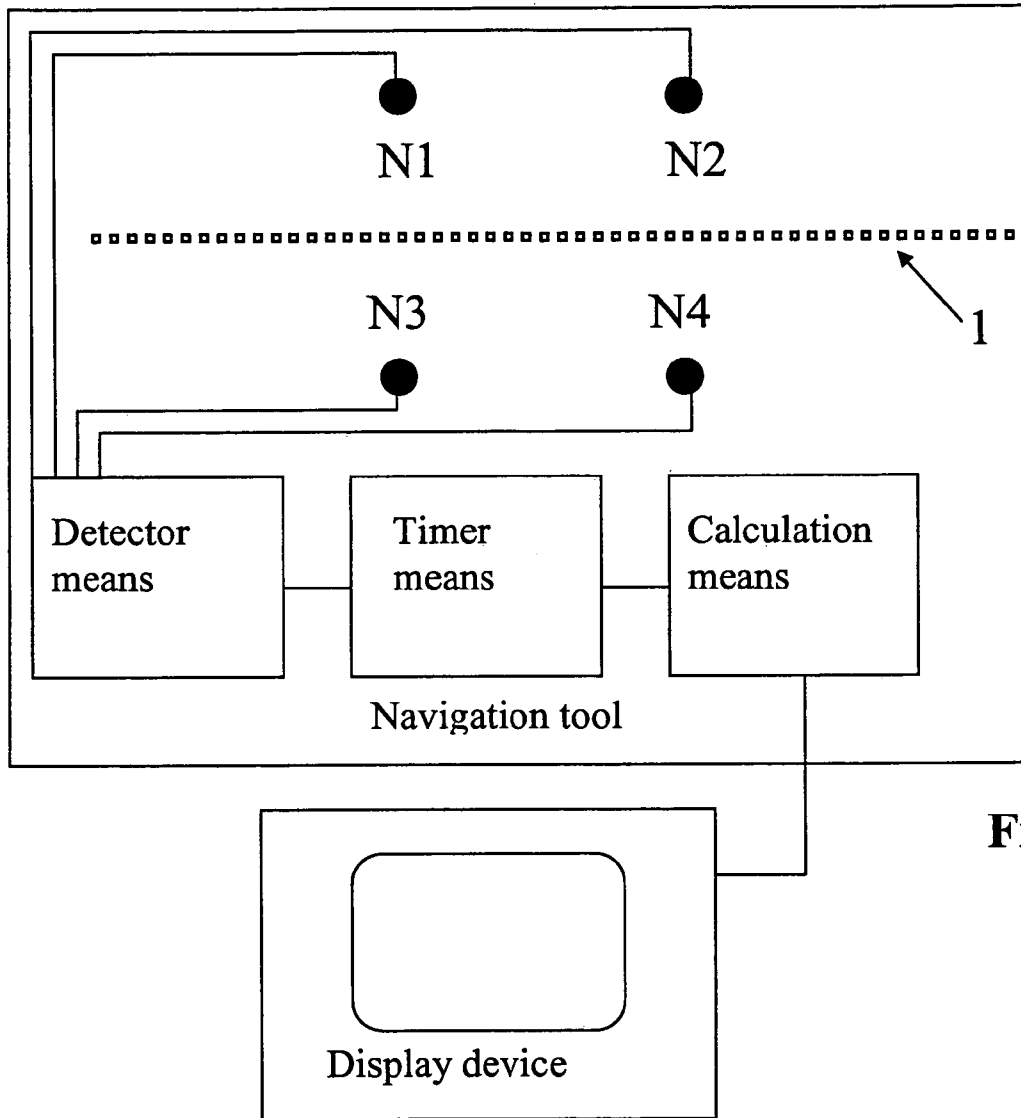 N1
N2
N3
N4
1
Detector
means
Timer
means
Calculation
means
Navigation tool
Display device